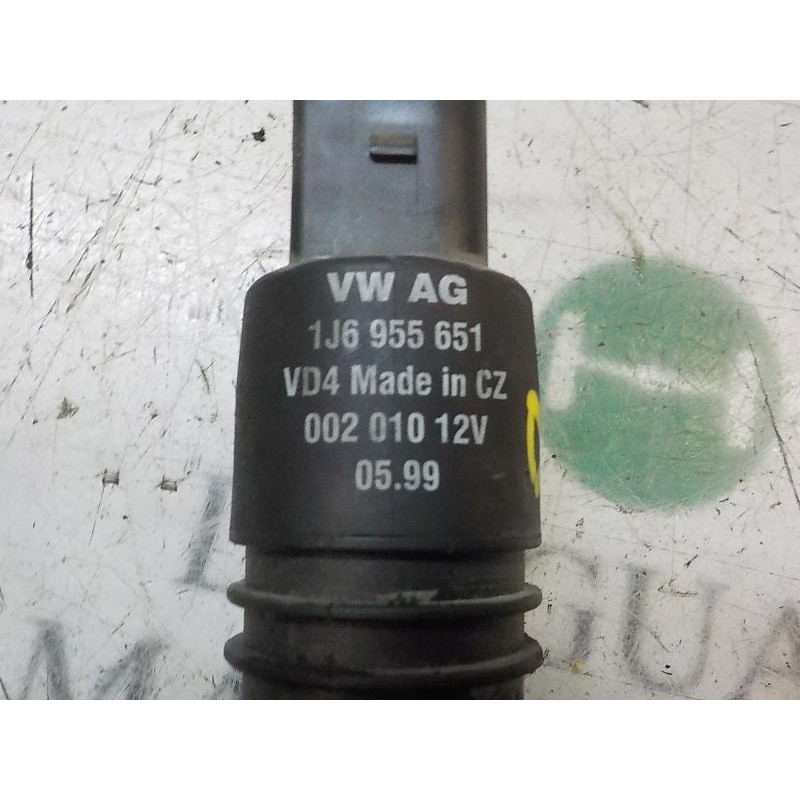 VW AG
1J6 955 651
VD4 Made in CZ
002 010 12V
05.99